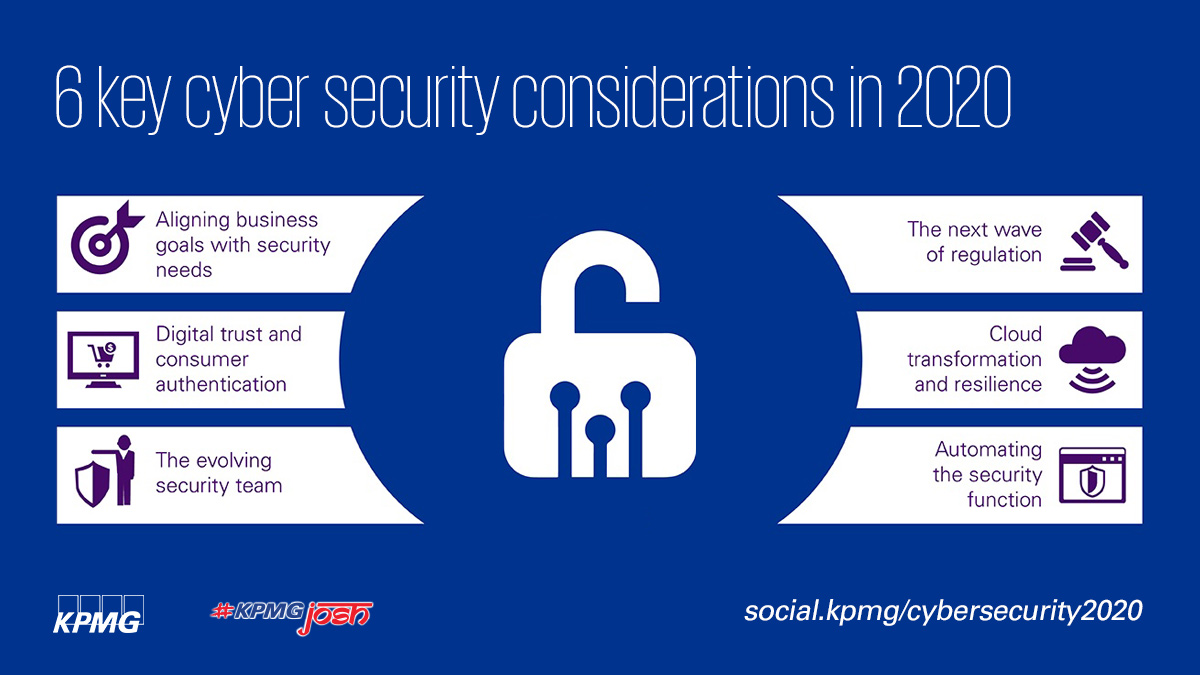 6 key cyber security considerations in 2020
Aligning business
goals with security
needs
Digital trust and
consumer
authentication
The evolving
security team
The next wave
of regulation
Cloud
transformation
and resilience
Automating
the security
function
$
KPMG
#KPMGjosh
social.kpmg/cybersecurity2020